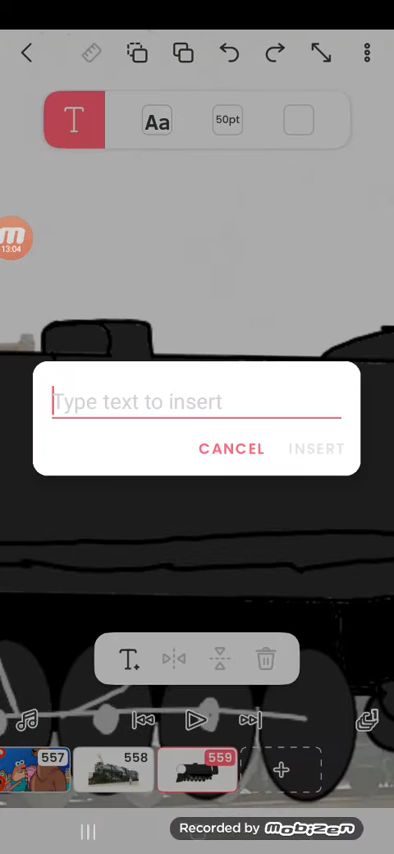 Aa
50pt
13:04
Type text to insert
CANCEL INSERT
557 558 559
Recorded by mobizen